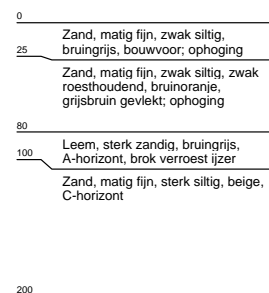 0
Zand, matig fijn, zwak siltig,
bruingrijs, bouwvoor; ophoging
25
Zand, matig fijn, zwak siltig, zwak
roesthoudend, bruinoranje,
grijsbruin gevlekt; ophoging
80
Leem, sterk zandig, bruingrijs,
A-horizont, brok verroest ijzer
100
Zand, matig fijn, sterk siltig, beige,
C-horizont
200